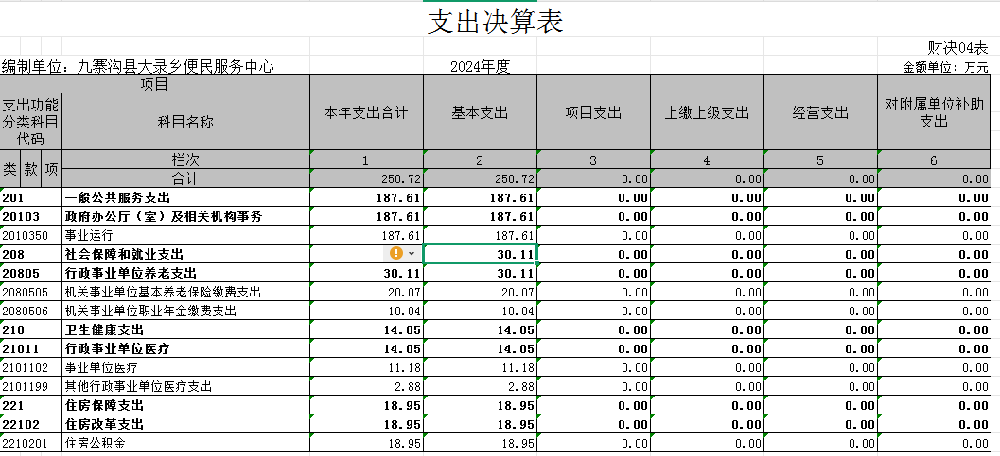 支出决算表
财决04表
编制单位：九寨沟县大录乡便民服务中心 2024年度 金额单位：万元
项目 本年支出合计 基本支出 项目支出 上缴上级支出 经营支出 对附属单位补助支出
支出功能分类科目代码 科目名称
类 款 项 栏次 1 2 3 4 5 6
合计 250.72 250.72 0.00 0.00 0.00 0.00
201 一般公共服务支出 187.61 187.61 0.00 0.00 0.00 0.00
20103 政府办公厅（室）及相关机构事务 187.61 187.61 0.00 0.00 0.00 0.00
2010350 事业运行 187.61 187.61 0.00 0.00 0.00 0.00
208 社会保障和就业支出 30.11 0.00 0.00 0.00 0.00
20805 行政事业单位养老支出 30.11 30.11 0.00 0.00 0.00 0.00
2080505 机关事业单位基本养老保险缴费支出 20.07 20.07 0.00 0.00 0.00 0.00
2080506 机关事业单位职业年金缴费支出 10.04 10.04 0.00 0.00 0.00 0.00
210 卫生健康支出 14.05 14.05 0.00 0.00 0.00 0.00
21011 行政事业单位医疗 14.05 14.05 0.00 0.00 0.00 0.00
2101102 事业单位医疗 11.18 11.18 0.00 0.00 0.00 0.00
2101199 其他行政事业单位医疗支出 2.88 2.88 0.00 0.00 0.00 0.00
221 住房保障支出 18.95 18.95 0.00 0.00 0.00 0.00
22102 住房改革支出 18.95 18.95 0.00 0.00 0.00 0.00
2210201 住房公积金 18.95 18.95 0.00 0.00 0.00 0.00